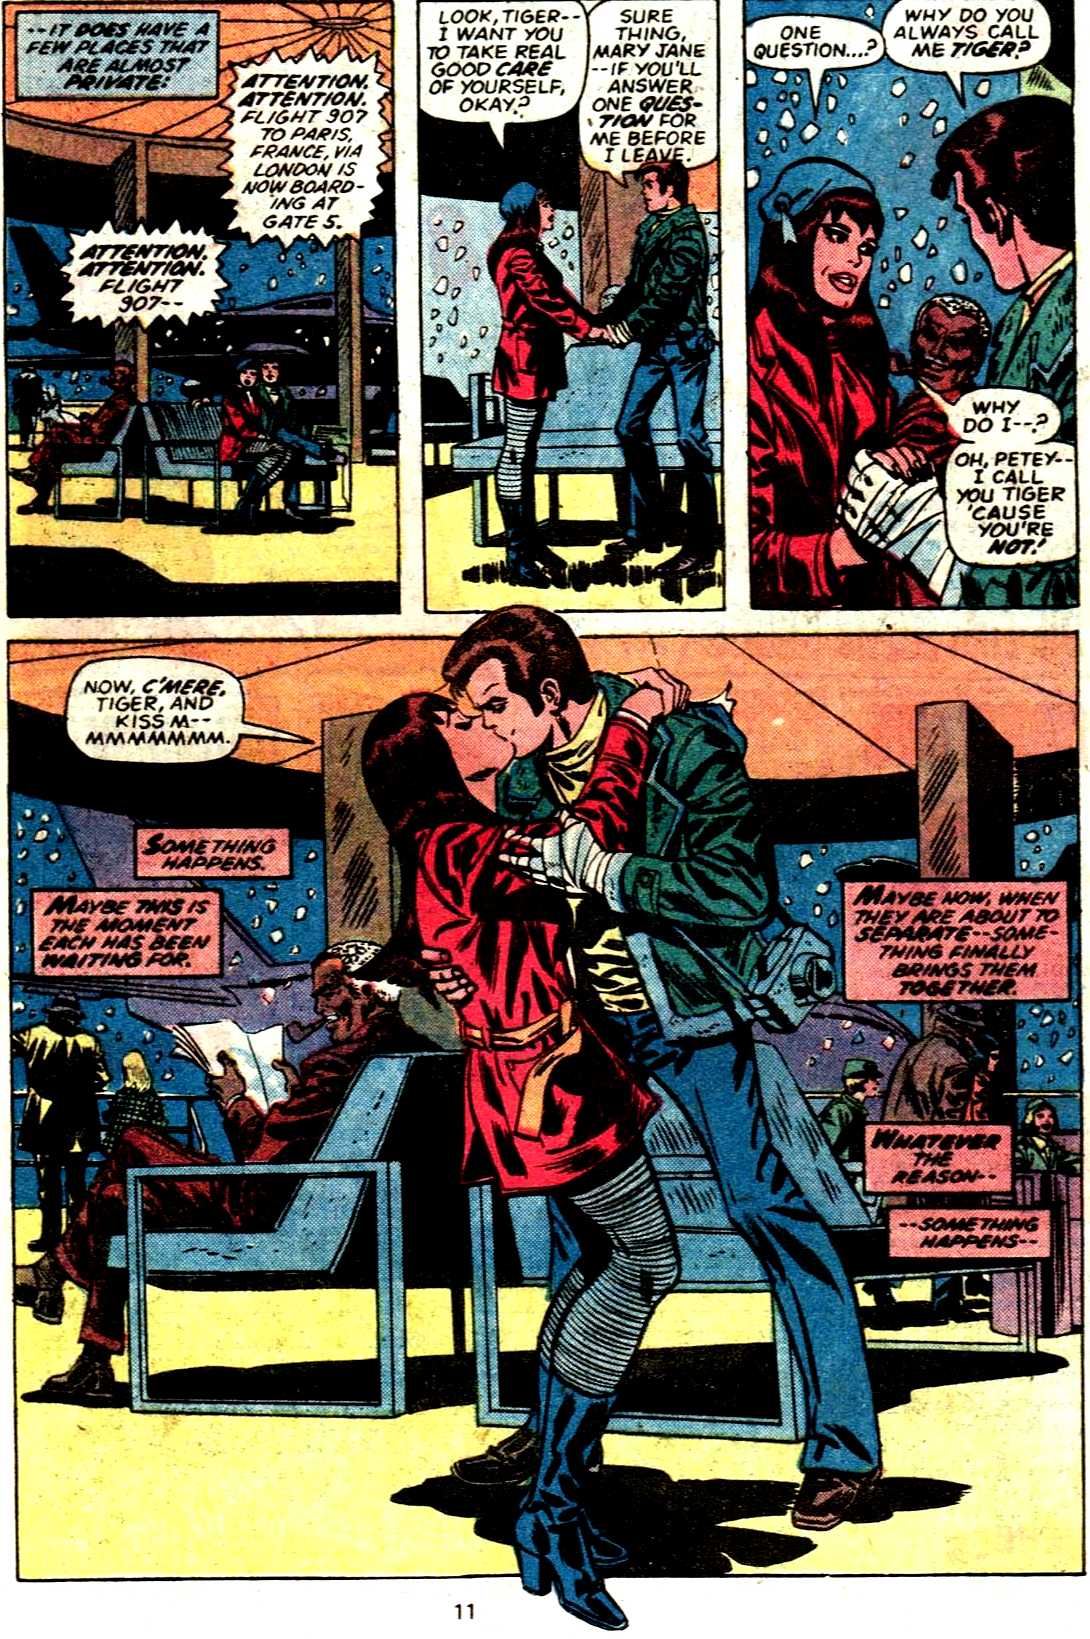 --IT DOES HAVE A
FEW PLACES THAT
ARE ALMOST
PRIVATE!
ATTENTION.
ATTENTION.
FLIGHT 907
TO PARIS,
FRANCE, VIA
LONDON IS
NOW BOARD-
ING AT
GATE 5.
ATTENTION.
ATTENTION.
FLIGHT
907--
LOOK, TIGER--
I WANT YOU
TO TAKE REAL
GOOD CARE
OF YOURSELF,
OKAY?
SURE
THING,
MARY JANE
--IF YOU'LL
ANSWER
ONE QUES-
TION FOR
ME BEFORE
I LEAVE.
ONE
QUESTION...?
WHY DO YOU
ALWAYS CALL
ME TIGER?
WHY
DO I--?
OH, PETEY--
I CALL
YOU TIGER
'CAUSE
YOU'RE
NOT!
NOW, C'MERE,
TIGER, AND
KISS M--
MMMMMMM.
SOMETHING
HAPPENS.
MAYBE THIS IS
THE MOMENT
EACH HAS BEEN
WAITING FOR.
MAYBE NOW, WHEN
THEY ARE ABOUT TO
SEPARATE--SOME-
THING FINALLY
BRINGS THEM
TOGETHER.
WHATEVER
THE
REASON--
--SOMETHING
HAPPENS--
11